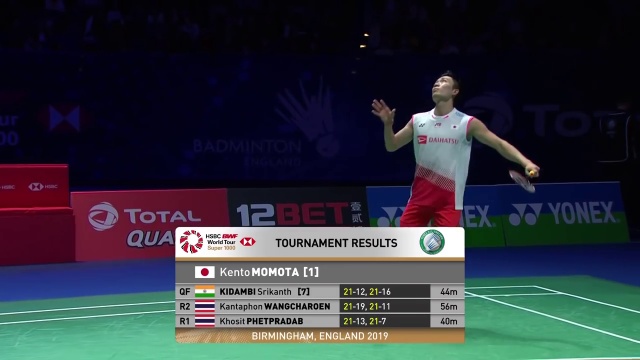 BADMINTON
ENGLAND
DAIHATSU
HSBC
TOTAL
QUA
12BET
YONEX
YONEX
HSBC BWF
World Tour
Super 1000
HSBC
TOURNAMENT RESULTS
Kento MOMOTA [1]
QF KIDAMBI Srikanth [7] 21-12, 21-16 44m
R2 Kantaphon WANGCHAROEN 21-19, 21-11 56m
R1 Khosit PHETPRADAB 21-13, 21-7 40m
BIRMINGHAM, ENGLAND 2019